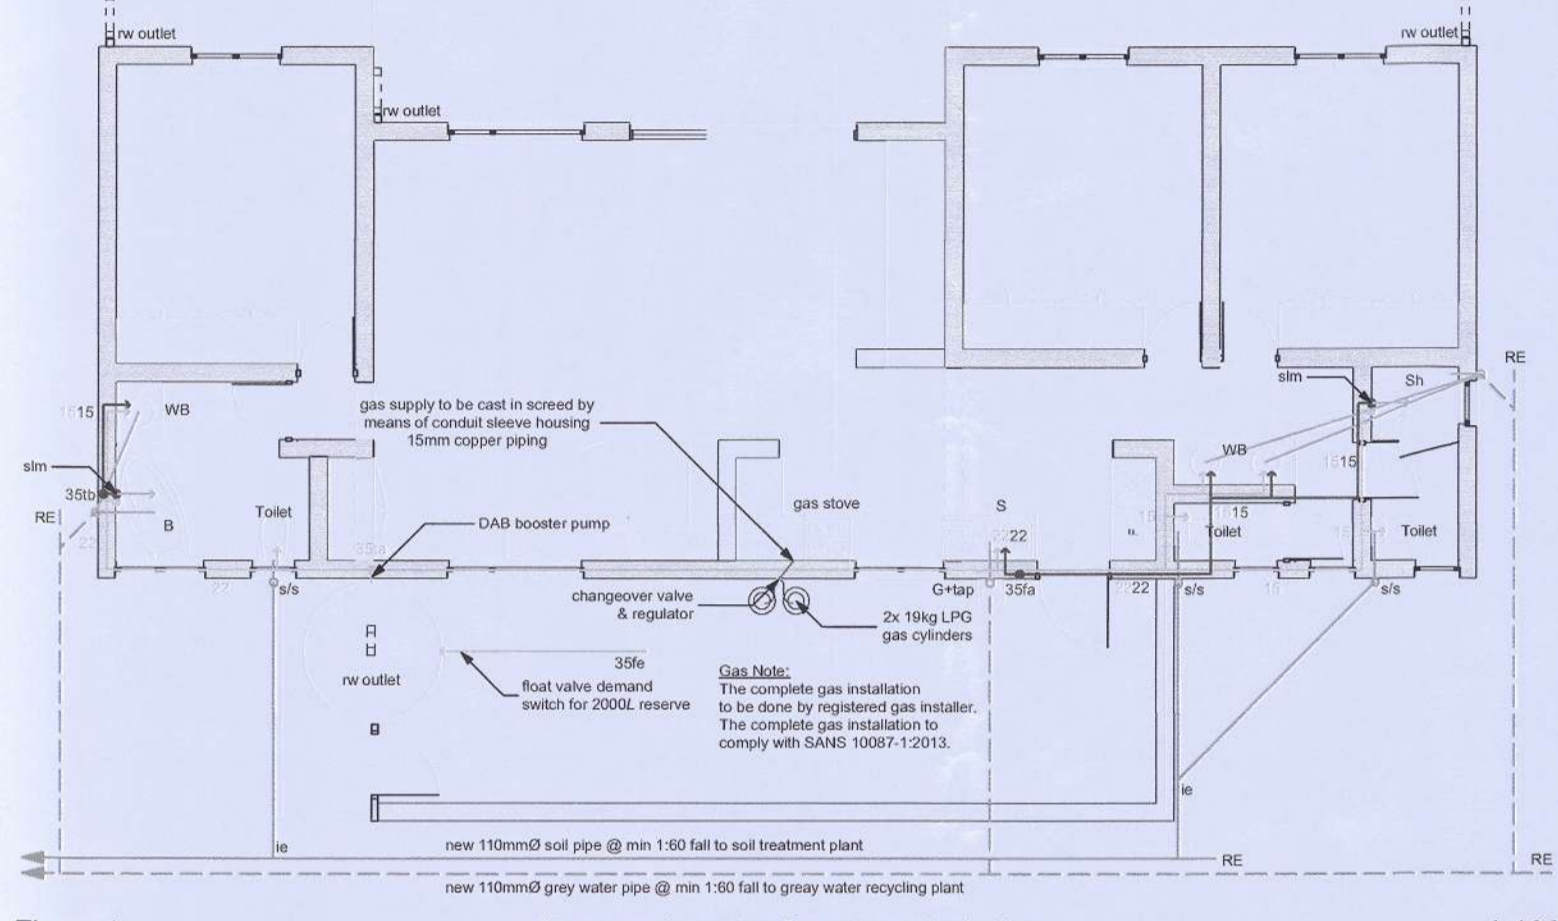 rw outlet
rw outlet
rw outlet
RE
slm
Sh
1515
WB
gas supply to be cast in screed by
means of conduit sleeve housing
15mm copper piping
WB
1515
slm
35tb
RE
22
B
Toilet
DAB booster pump
gas stove
S
2222
15
1615
Toilet
15
Toilet
35ta
22
s/s
changeover valve
& regulator
G+tap
35fa
2222
s/s
15
s/s
2x 19kg LPG
gas cylinders
rw outlet
35fe
float valve demand
switch for 2000L reserve
Gas Note:
The complete gas installation
to be done by registered gas installer.
The complete gas installation to
comply with SANS 10087-1:2013.
ie
ie
new 110mmØ soil pipe @ min 1:60 fall to soil treatment plant
RE
RE
new 110mmØ grey water pipe @ min 1:60 fall to greay water recycling plant